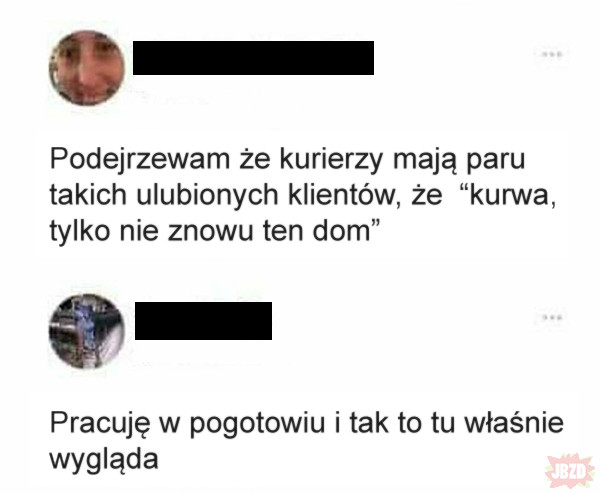 Podejrzewam że kurierzy mają paru
takich ulubionych klientów, że “kurwa,
tylko nie znowu ten dom”
Pracuję w pogotowiu i tak to tu właśnie
wygląda
JBZD